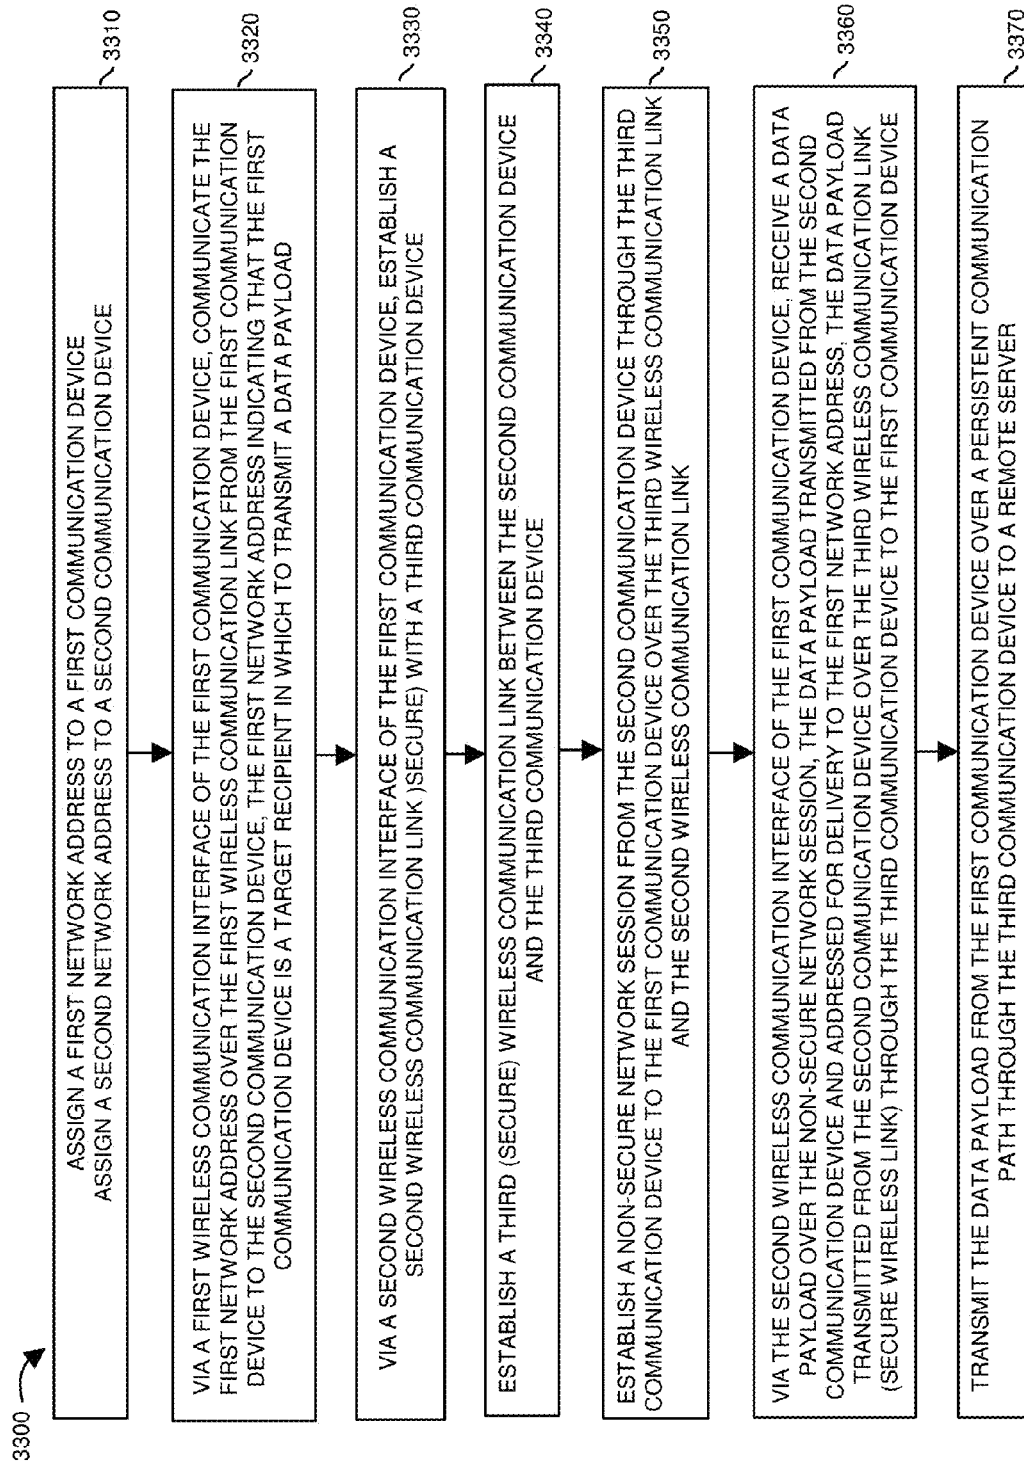 3300
ASSIGN A FIRST NETWORK ADDRESS TO A FIRST COMMUNICATION DEVICE
ASSIGN A SECOND NETWORK ADDRESS TO A SECOND COMMUNICATION DEVICE
3310
VIA A FIRST WIRELESS COMMUNICATION INTERFACE OF THE FIRST COMMUNICATION DEVICE, COMMUNICATE THE
FIRST NETWORK ADDRESS OVER THE FIRST WIRELESS COMMUNICATION LINK FROM THE FIRST COMMUNICATION
DEVICE TO THE SECOND COMMUNICATION DEVICE, THE FIRST NETWORK ADDRESS INDICATING THAT THE FIRST
COMMUNICATION DEVICE IS A TARGET RECIPIENT IN WHICH TO TRANSMIT A DATA PAYLOAD
3320
VIA A SECOND WIRELESS COMMUNICATION INTERFACE OF THE FIRST COMMUNICATION DEVICE, ESTABLISH A
SECOND WIRELESS COMMUNICATION LINK )SECURE) WITH A THIRD COMMUNICATION DEVICE
3330
ESTABLISH A THIRD (SECURE) WIRELESS COMMUNICATION LINK BETWEEN THE SECOND COMMUNICATION DEVICE
AND THE THIRD COMMUNICATION DEVICE
3340
ESTABLISH A NON-SECURE NETWORK SESSION FROM THE SECOND COMMUNICATION DEVICE THROUGH THE THIRD
COMMUNICATION DEVICE TO THE FIRST COMMUNICATION DEVICE OVER THE THIRD WIRELESS COMMUNICATION LINK
AND THE SECOND WIRELESS COMMUNICATION LINK
3350
VIA THE SECOND WIRELESS COMMUNICATION INTERFACE OF THE FIRST COMMUNICATION DEVICE, RECEIVE A DATA
PAYLOAD OVER THE NON-SECURE NETWORK SESSION, THE DATA PAYLOAD TRANSMITTED FROM THE SECOND
COMMUNICATION DEVICE AND ADDRESSED FOR DELIVERY TO THE FIRST NETWORK ADDRESS, THE DATA PAYLOAD
TRANSMITTED FROM THE SECOND COMMUNICATION DEVICE OVER THE THIRD WIRELESS COMMUNICATION LINK
(SECURE WIRELESS LINK) THROUGH THE THIRD COMMUNICATION DEVICE TO THE FIRST COMMUNICATION DEVICE
3360
TRANSMIT THE DATA PAYLOAD FROM THE FIRST COMMUNICATION DEVICE OVER A PERSISTENT COMMUNICATION
PATH THROUGH THE THIRD COMMUNICATION DEVICE TO A REMOTE SERVER
3370